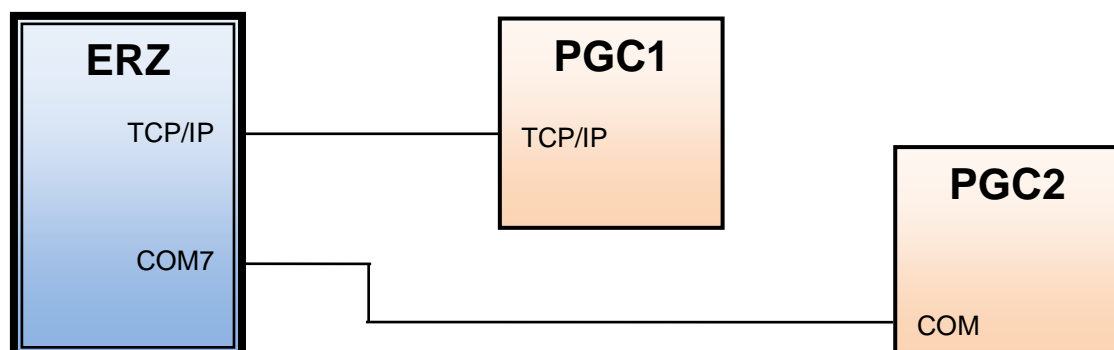 ERZ
TCP/IP
COM7
PGC1
TCP/IP
PGC2
COM